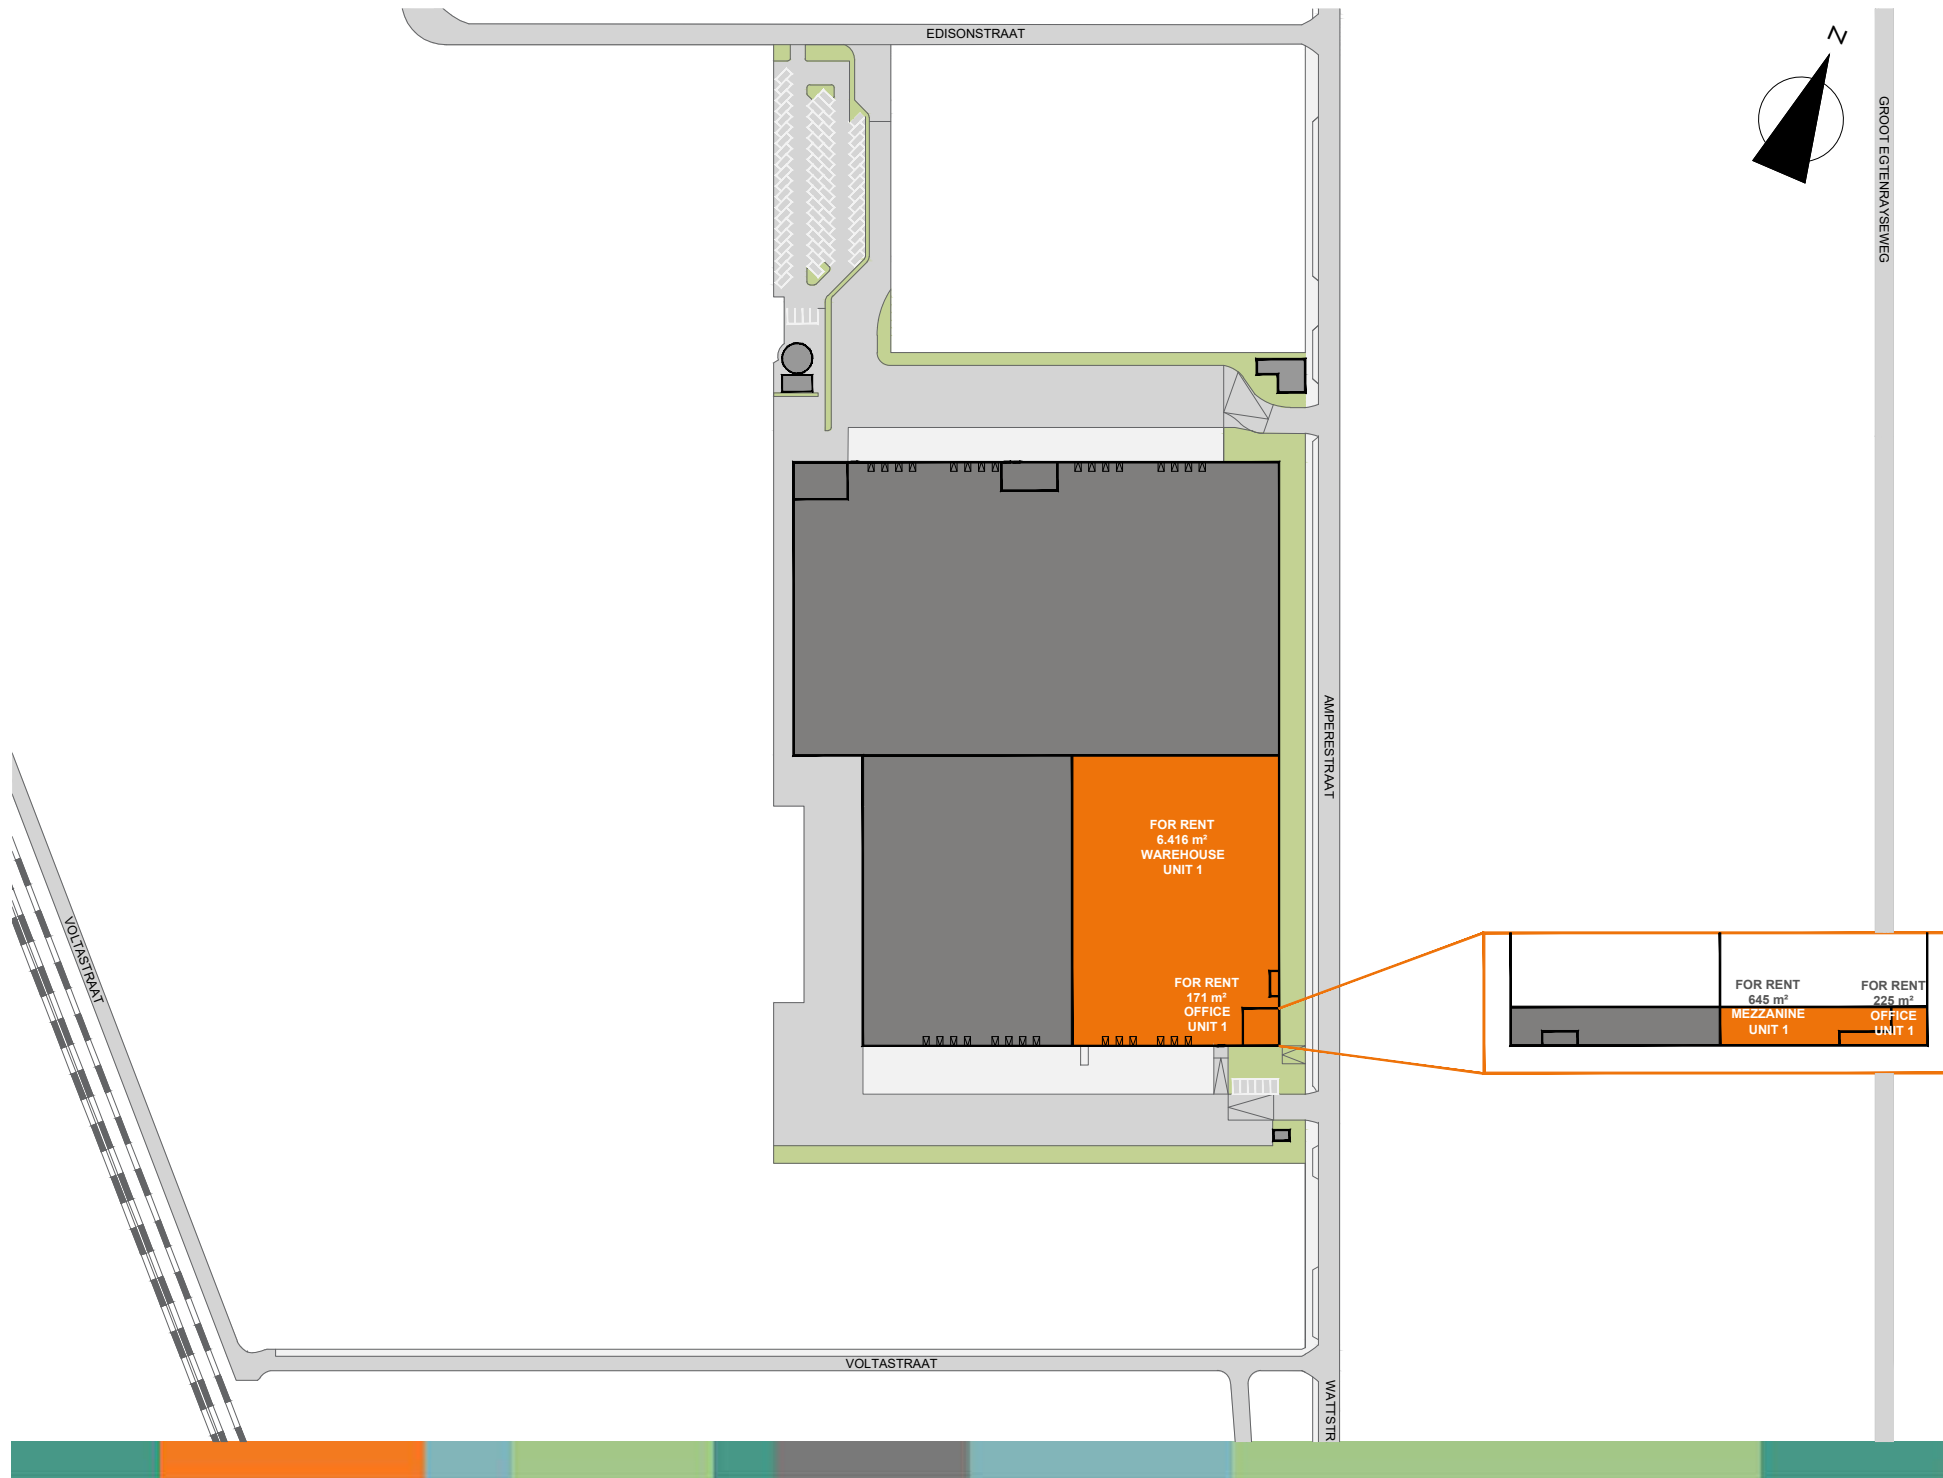 EDISONSTRAAT
N
GROOT EGTENRAYSEWEG
AMPERESTRAAT
FOR RENT
6.416 m²
WAREHOUSE
UNIT 1
VOLTASTRAAT
FOR RENT
171 m²
OFFICE
UNIT 1
FOR RENT
645 m²
MEZZANINE
UNIT 1
FOR RENT
225 m²
OFFICE
UNIT 1
VOLTASTRAAT
WATTSTR